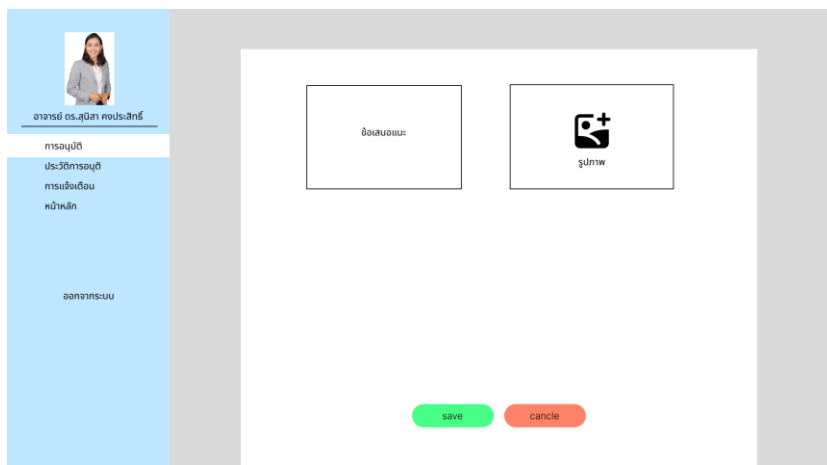 อาจารย์ ดร.สุนิสา คงประสิทธิ์
การอนุมัติ
ประวัติการอนุติ
การแจ้งเตือน
หน้าหลัก
ออกจากระบบ
ข้อเสนอแนะ
รูปภาพ
save
cancle